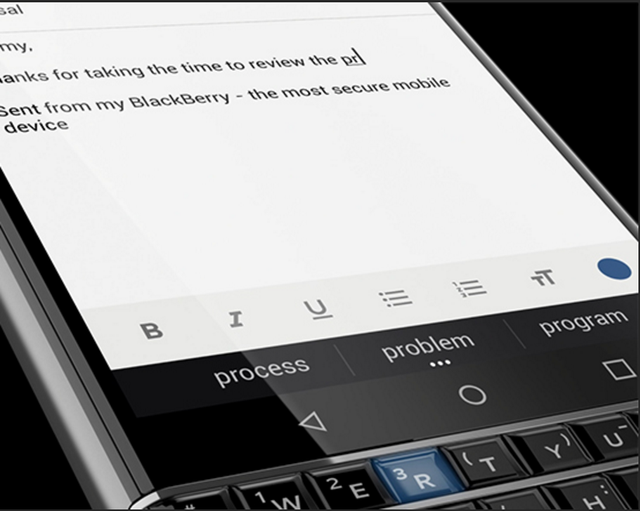 sal
my,
anks for taking the time to review the pr
Sent from my BlackBerry - the most secure mobile
device
B I U TT
process problem program
# 1 W 2 E 3 R ( T Y ) U -
H :